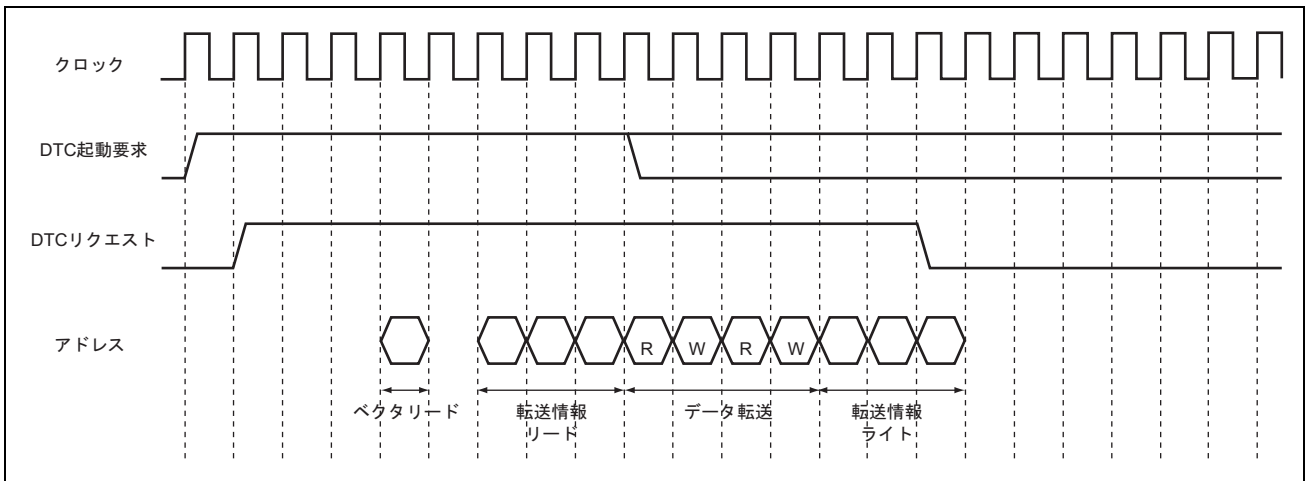 クロック
DTC起動要求
DTCリクエスト
アドレス
R W R W
ベクタリード
転送情報
リード
データ転送
転送情報
ライト